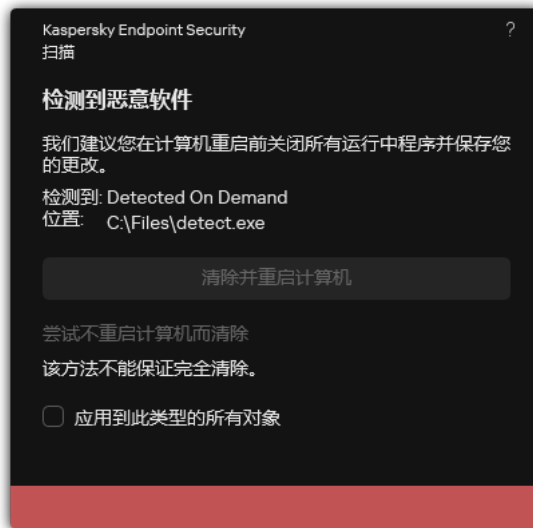 Kaspersky Endpoint Security
?
扫描
检测到恶意软件
我们建议您在计算机重启前关闭所有运行中程序并保存您
的更改。
检测到: Detected On Demand
位置: C:\Files\detect.exe
清除并重启计算机
尝试不重启计算机而清除
该方法不能保证完全清除。
应用到此类型的所有对象